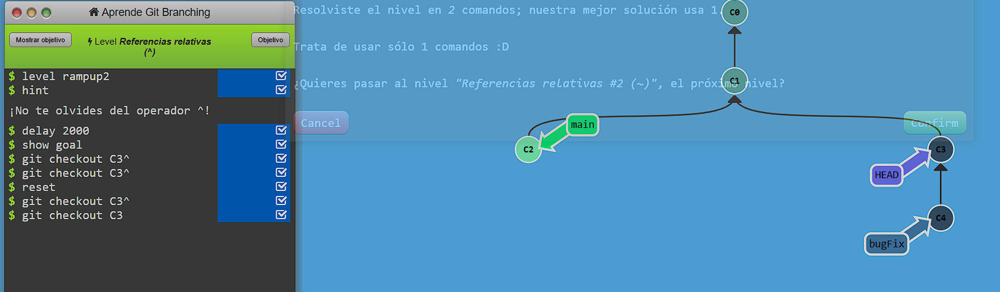 Aprende Git Branching
Mostrar objetivo
Level Referencias relativas
(^)
Objetivo
$ level rampup2
$ hint
¡No te olvides del operador ^!
$ delay 2000
$ show goal
$ git checkout C3^
$ git checkout C3^
$ reset
$ git checkout C3^
$ git checkout C3
Resolviste el nivel en 2 comandos; nuestra mejor solución usa 1.
Trata de usar sólo 1 comandos :D
¿Quieres pasar al nivel "Referencias relativas #2 (~)", el próximo nivel?
Cancel
Confirm
C0
C1
main
C2
C3
HEAD
C4
bugFix